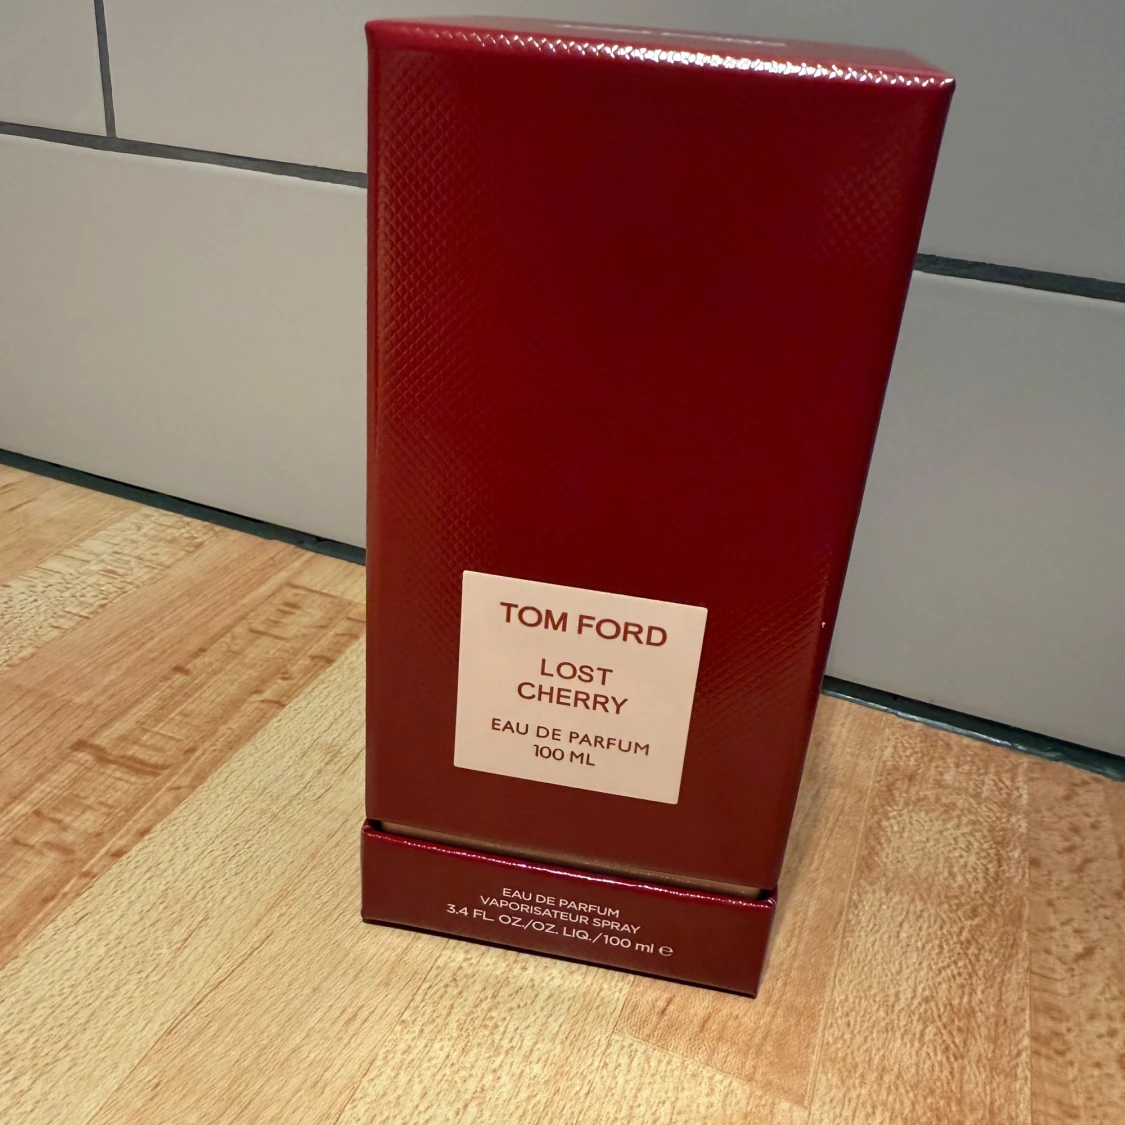 TOM FORD
LOST
CHERRY
EAU DE PARFUM
100 ML
EAU DE PARFUM
VAPORISATEUR SPRAY
3.4 FL. OZ./OZ. LIQ./100 ml ℮